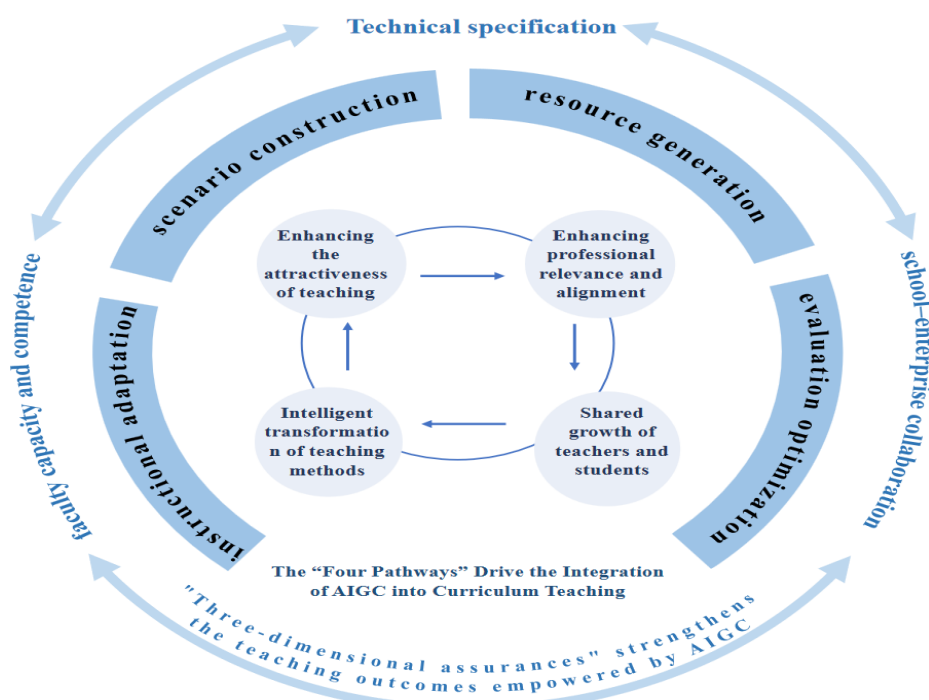 Technical specification
scenario construction
resource generation
Enhancing
the
attractiveness
of teaching
Enhancing
professional
relevance and
alignment
faculty capacity and competence
school–enterprise collaboration
instructional adaptation
evaluation optimization
Intelligent
transformatio
n of teaching
methods
Shared
growth of
teachers and
students
The “Four Pathways” Drive the Integration
of AIGC into Curriculum Teaching
"Three-dimensional assurances" strengthens
the teaching outcomes empowered by AIGC